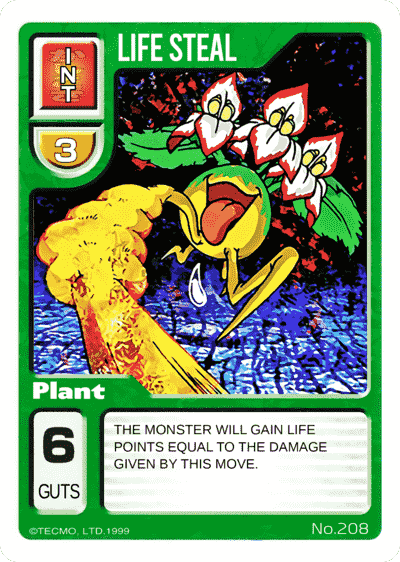 LIFE STEAL
INT
3
Plant
6
GUTS
THE MONSTER WILL GAIN LIFE
POINTS EQUAL TO THE DAMAGE
GIVEN BY THIS MOVE.
©TECMO, LTD.1999
No.208